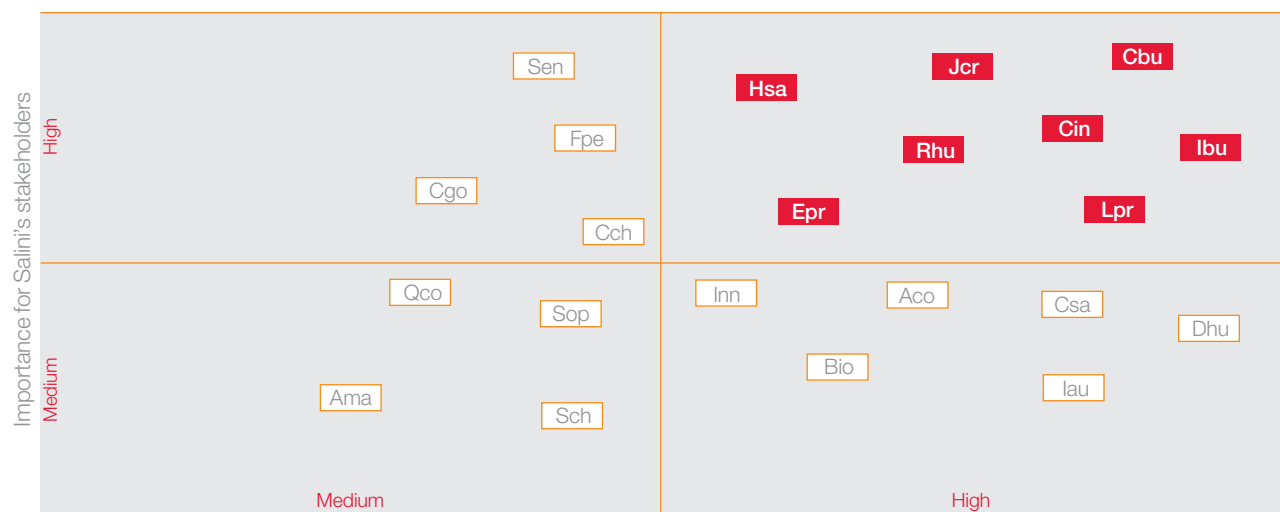 Importance for Salini's stakeholders
High
Medium
Sen
Fpe
Cgo
Cch
Hsa
Jcr
Cbu
Rhu
Cin
Ibu
Epr
Lpr
Qco
Sop
Ama
Sch
Inn
Aco
Csa
Dhu
Bio
Iau
Medium
High